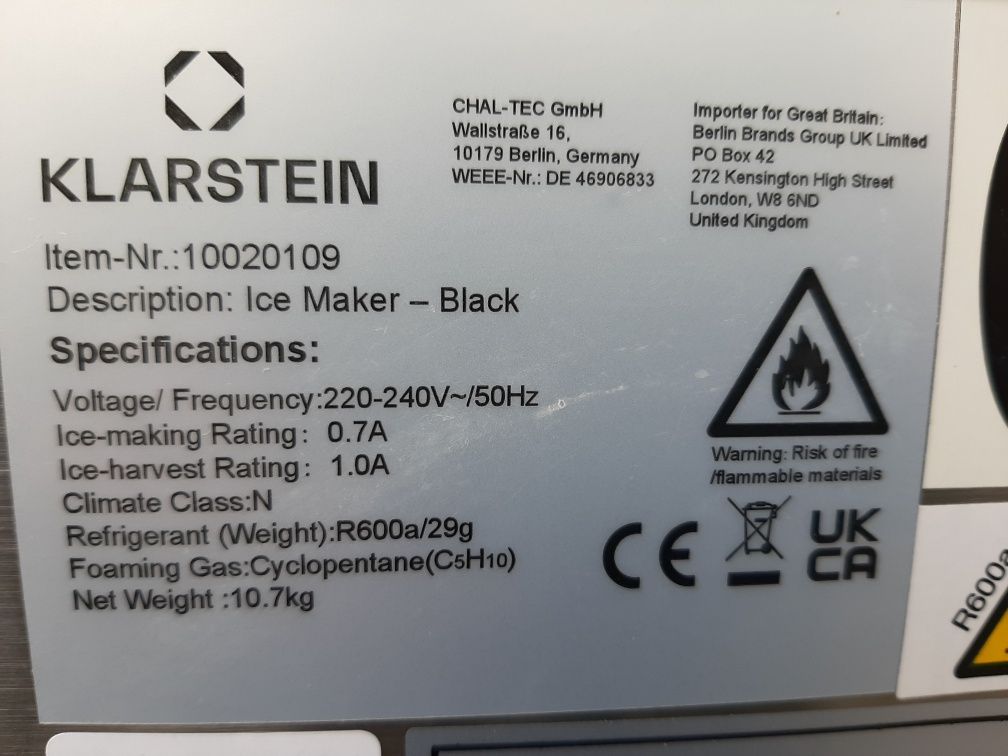 KLARSTEIN
CHAL-TEC GmbH
Wallstraße 16,
10179 Berlin, Germany
WEEE-Nr.: DE 46906833
Importer for Great Britain:
Berlin Brands Group UK Limited
PO Box 42
272 Kensington High Street
London, W8 6ND
United Kingdom
Item-Nr.:10020109
Description: Ice Maker – Black
Specifications:
Voltage/ Frequency:220-240V~/50Hz
Ice-making Rating: 0.7A
Ice-harvest Rating: 1.0A
Climate Class:N
Refrigerant (Weight):R600a/29g
Foaming Gas:Cyclopentane(C5H10)
Net Weight :10.7kg
Warning: Risk of fire
/flammable materials
CE
UK
CA
R600a